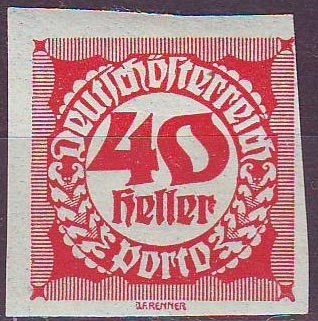 Deutschösterreich
40
heller
porto
J.F.RENNER